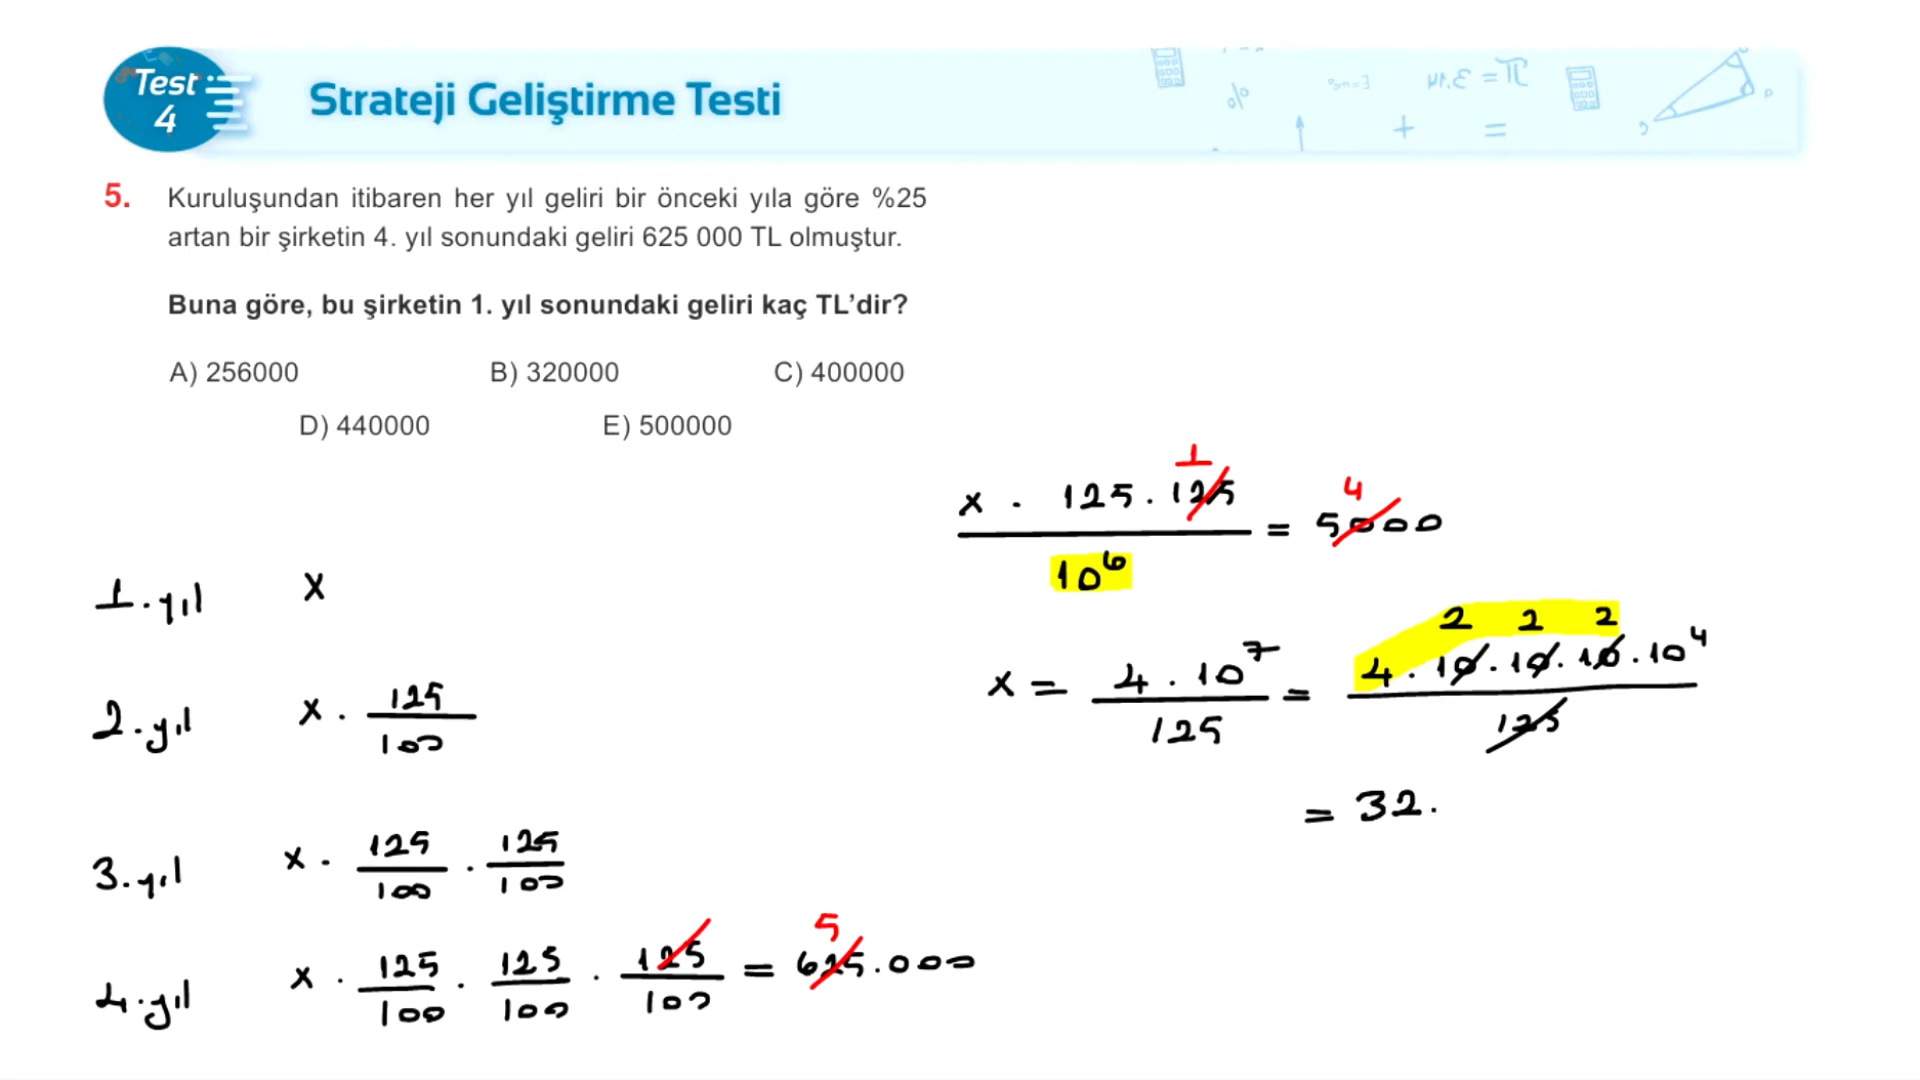 Test
4
Strateji Geliştirme Testi
5. Kuruluşundan itibaren her yıl geliri bir önceki yıla göre %25
artan bir şirketin 4. yıl sonundaki geliri 625 000 TL olmuştur.
Buna göre, bu şirketin 1. yıl sonundaki geliri kaç TL'dir?
A) 256000 B) 320000 C) 400000
D) 440000 E) 500000
1.yıl x
2.yıl x . 125/100
3.yıl x . 125/100 . 125/100
4.yıl x . 125/100 . 125/100 . 125/100 = 625.000
5
1
4
x . 125 . 125 / 10^6 = 5000
2 2 2
x = 4 . 10^7 / 125 = 4 . 10 . 10 . 10 . 10^4 / 125
= 32.